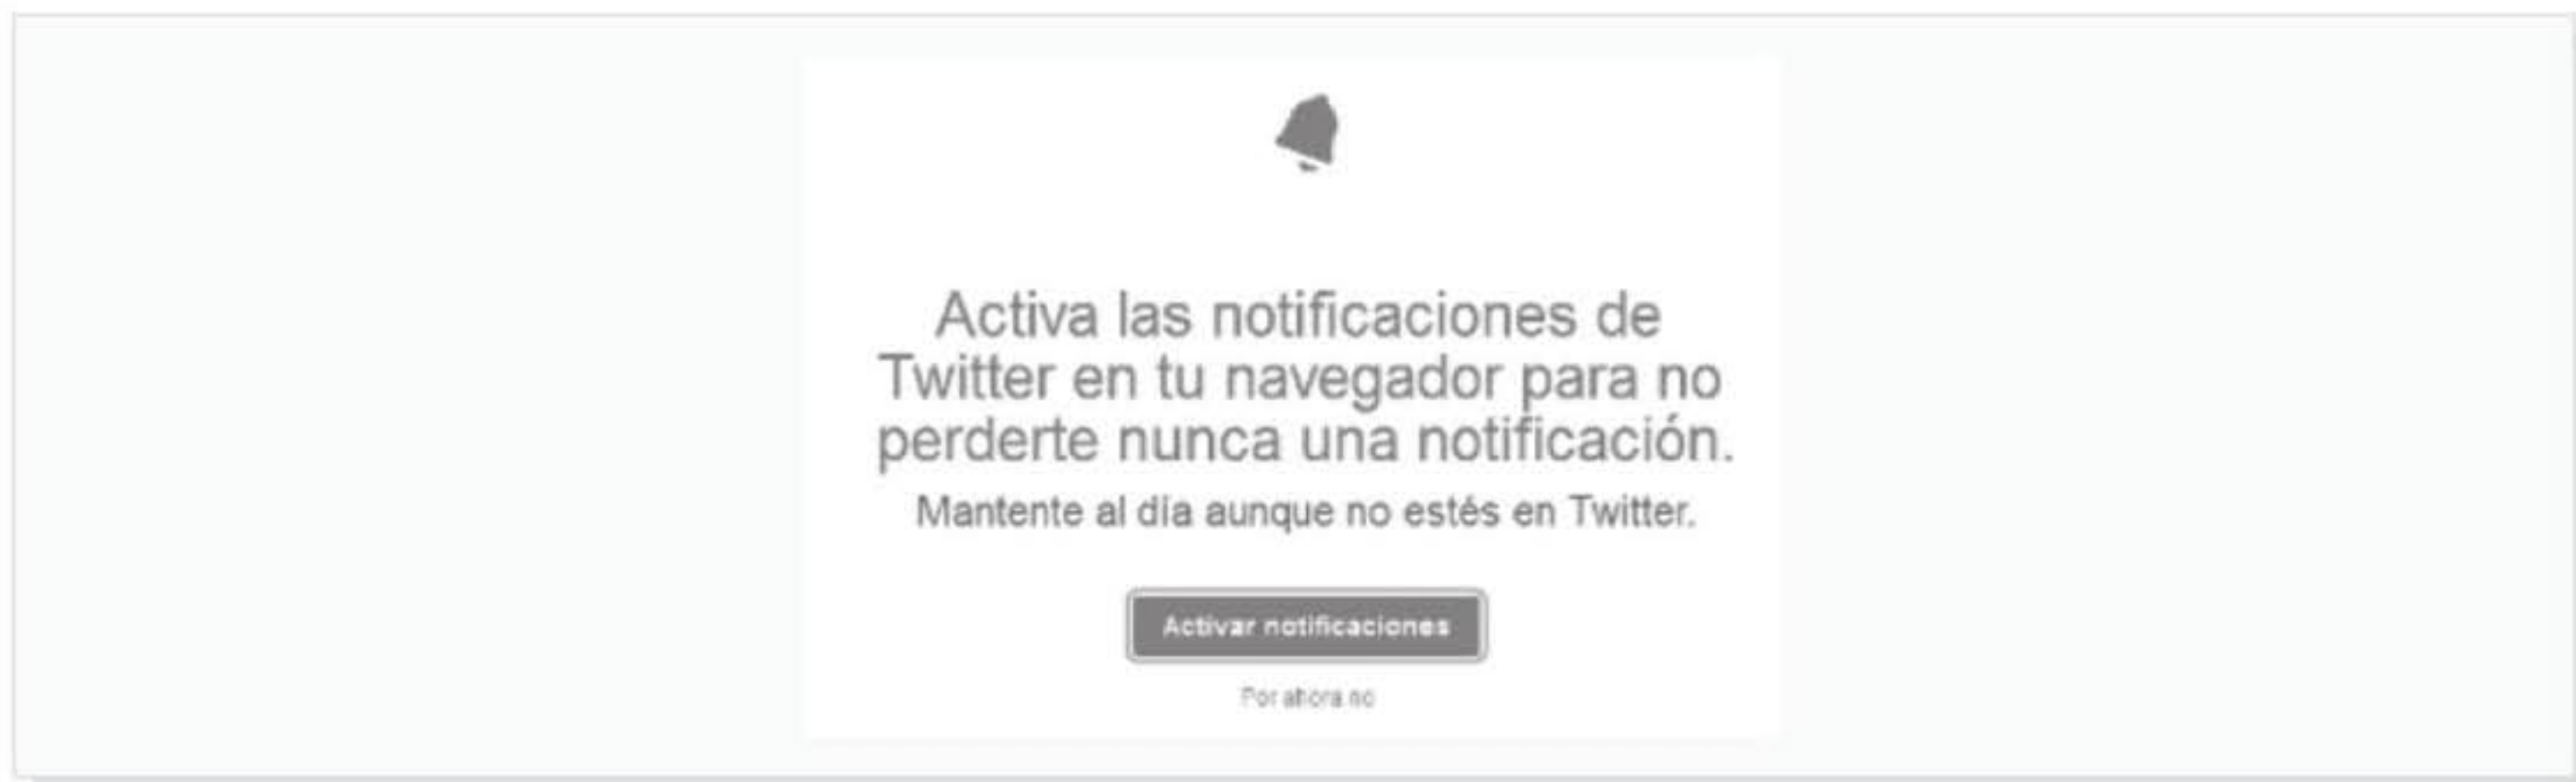 Activa las notificaciones de
Twitter en tu navegador para no
perderte nunca una notificación.
Mantente al día aunque no estés en Twitter.
Activar notificaciones
Por ahora no